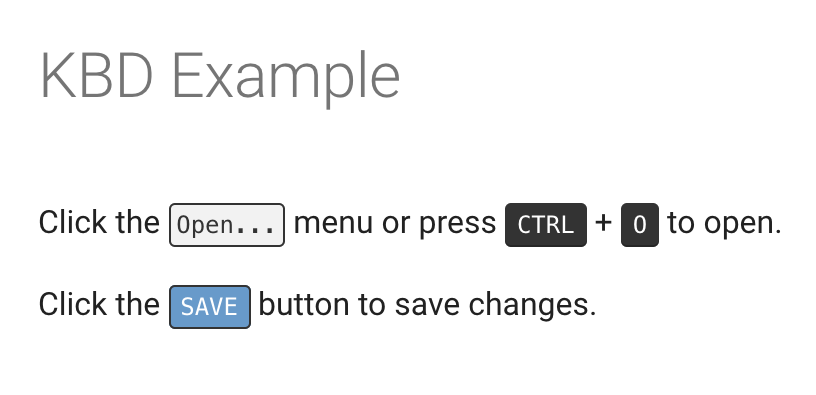 KBD Example
Click the Open... menu or press CTRL + O to open.
Click the SAVE button to save changes.